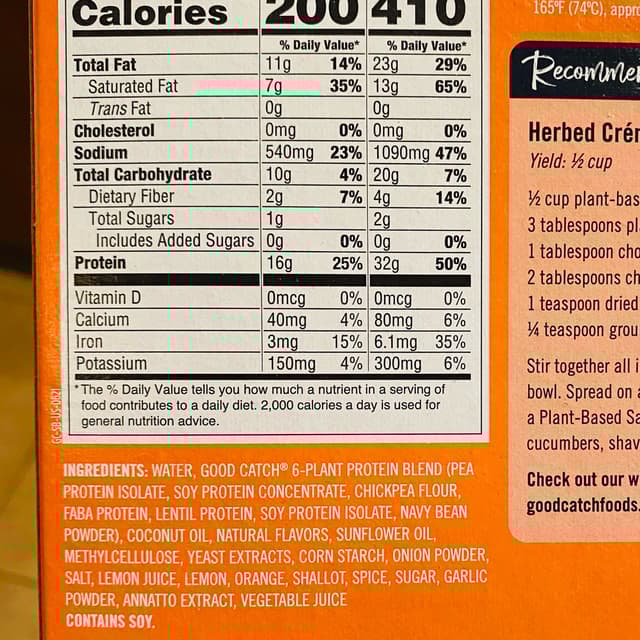 165°F (74°C), appro
Calories 200 410
% Daily Value* % Daily Value*
Total Fat 11g 14% 23g 29%
Saturated Fat 7g 35% 13g 65%
Trans Fat 0g 0g
Cholesterol 0mg 0% 0mg 0%
Sodium 540mg 23% 1090mg 47%
Total Carbohydrate 10g 4% 20g 7%
Dietary Fiber 2g 7% 4g 14%
Total Sugars 1g 2g
Includes Added Sugars 0g 0% 0g 0%
Protein 16g 25% 32g 50%
Vitamin D 0mcg 0% 0mcg 0%
Calcium 40mg 4% 80mg 6%
Iron 3mg 15% 6.1mg 35%
Potassium 150mg 4% 300mg 6%
*The % Daily Value tells you how much a nutrient in a serving of
food contributes to a daily diet. 2,000 calories a day is used for
general nutrition advice.
GC-SB-US-0621
INGREDIENTS: WATER, GOOD CATCH® 6-PLANT PROTEIN BLEND (PEA
PROTEIN ISOLATE, SOY PROTEIN CONCENTRATE, CHICKPEA FLOUR,
FABA PROTEIN, LENTIL PROTEIN, SOY PROTEIN ISOLATE, NAVY BEAN
POWDER), COCONUT OIL, NATURAL FLAVORS, SUNFLOWER OIL,
METHYLCELLULOSE, YEAST EXTRACTS, CORN STARCH, ONION POWDER,
SALT, LEMON JUICE, LEMON, ORANGE, SHALLOT, SPICE, SUGAR, GARLIC
POWDER, ANNATTO EXTRACT, VEGETABLE JUICE
CONTAINS SOY.
Recomme
Herbed Crér
Yield: ½ cup
½ cup plant-bas
3 tablespoons pl
1 tablespoon cho
2 tablespoons ch
1 teaspoon dried
¼ teaspoon grou
Stir together all i
bowl. Spread on a
a Plant-Based Sa
cucumbers, shav
Check out our w
goodcatchfoods.